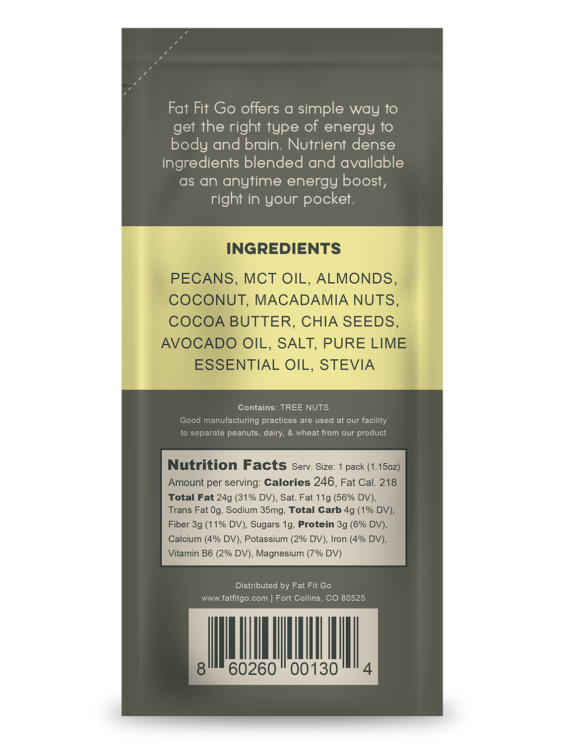 Fat Fit Go offers a simple way to
get the right type of energy to
body and brain. Nutrient dense
ingredients blended and available
as an anytime energy boost,
right in your pocket.
INGREDIENTS
PECANS, MCT OIL, ALMONDS,
COCONUT, MACADAMIA NUTS,
COCOA BUTTER, CHIA SEEDS,
AVOCADO OIL, SALT, PURE LIME
ESSENTIAL OIL, STEVIA
Contains: TREE NUTS
Good manufacturing practices are used at our facility
to separate peanuts, dairy, & wheat from our product
Nutrition Facts Serv. Size: 1 pack (1.15oz)
Amount per serving: Calories 246, Fat Cal. 218
Total Fat 24g (31% DV), Sat. Fat 11g (56% DV),
Trans Fat 0g, Sodium 35mg, Total Carb 4g (1% DV),
Fiber 3g (11% DV), Sugars 1g, Protein 3g (6% DV),
Calcium (4% DV), Potassium (2% DV), Iron (4% DV),
Vitamin B6 (2% DV), Magnesium (7% DV)
Distributed by Fat Fit Go
www.fatfitgo.com | Fort Collins, CO 80525
8 60260 00130 4